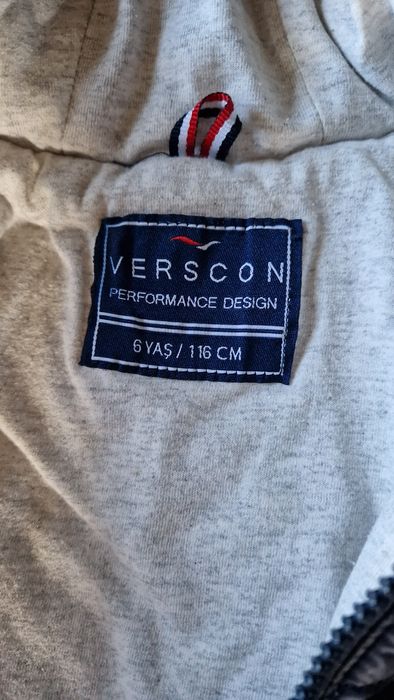 VERSCON
PERFORMANCE DESIGN
6 YAŞ / 116 CM